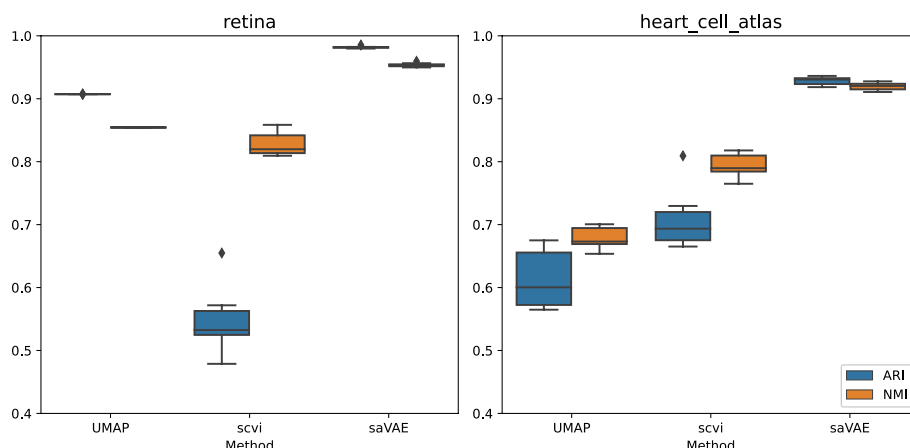 retina
1.0
0.9
0.8
0.7
0.6
0.5
0.4
UMAP
scvi
saVAE
Method
heart_cell_atlas
1.0
0.9
0.8
0.7
0.6
0.5
0.4
ARI
NMI
UMAP
scvi
saVAE
Method